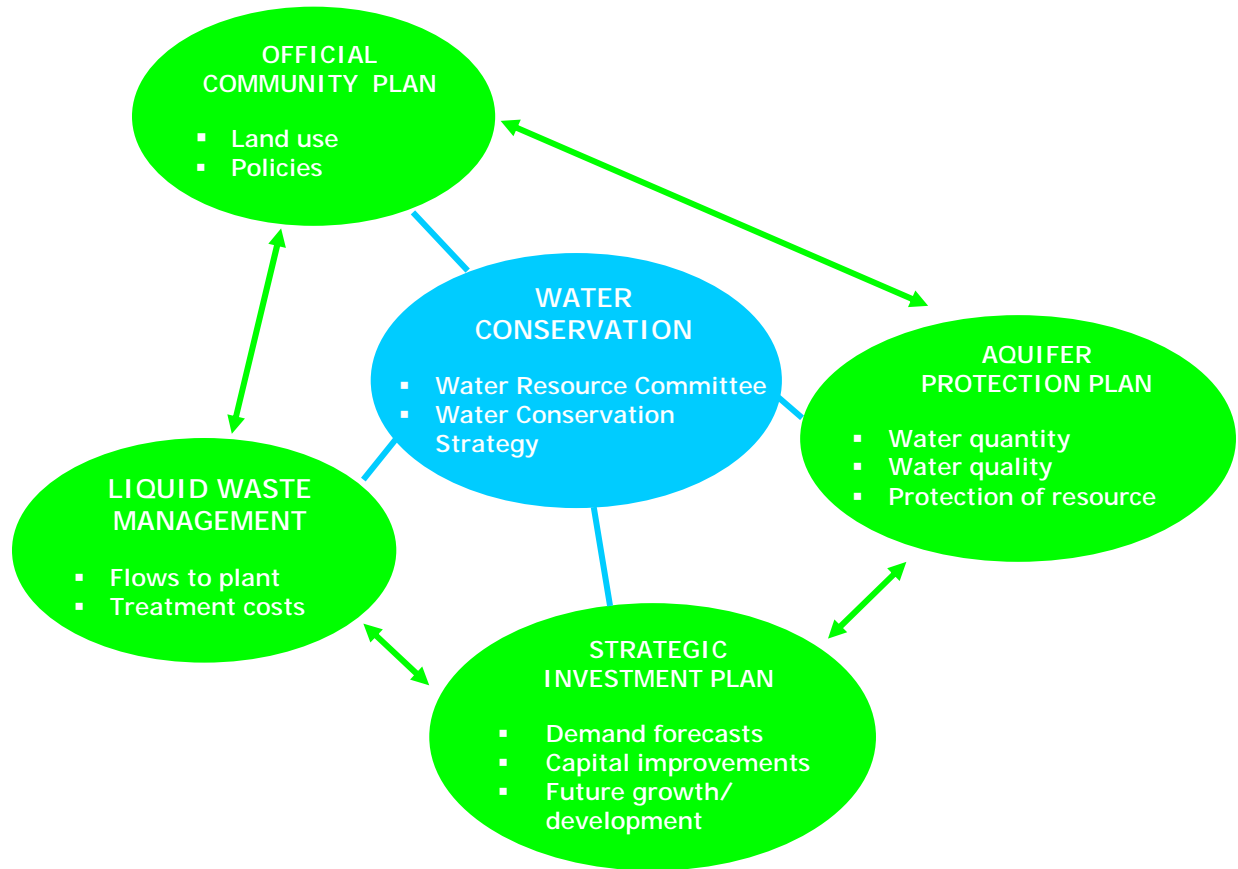 OFFICIAL
COMMUNITY PLAN
▪ Land use
▪ Policies
WATER
CONSERVATION
▪ Water Resource Committee
▪ Water Conservation
Strategy
AQUIFER
PROTECTION PLAN
▪ Water quantity
▪ Water quality
▪ Protection of resource
LIQUID WASTE
MANAGEMENT
▪ Flows to plant
▪ Treatment costs
STRATEGIC
INVESTMENT PLAN
▪ Demand forecasts
▪ Capital improvements
▪ Future growth/
development